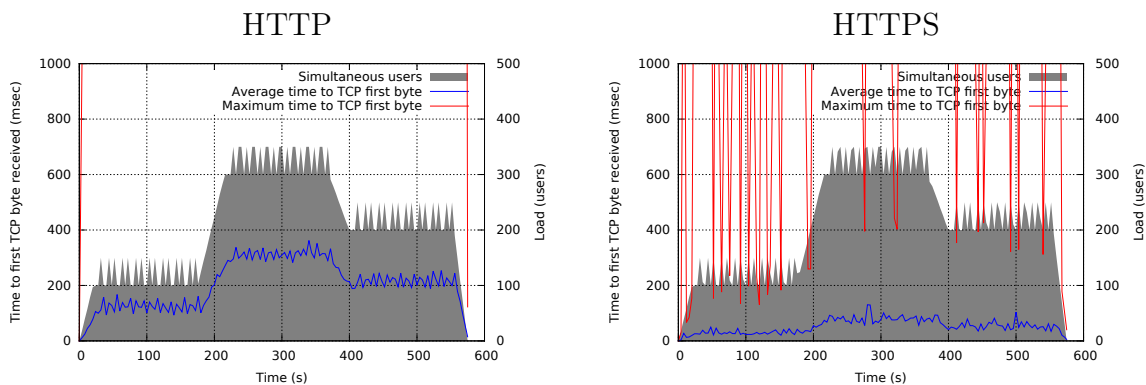 HTTP
Time to first TCP byte received (msec)
1000
800
600
400
200
0
0 100 200 300 400 500 600
Time (s)
500
400
300
200
100
0
Load (users)
Simultaneous users
Average time to TCP first byte
Maximum time to TCP first byte
HTTPS
Time to first TCP byte received (msec)
1000
800
600
400
200
0
0 100 200 300 400 500 600
Time (s)
500
400
300
200
100
0
Load (users)
Simultaneous users
Average time to TCP first byte
Maximum time to TCP first byte